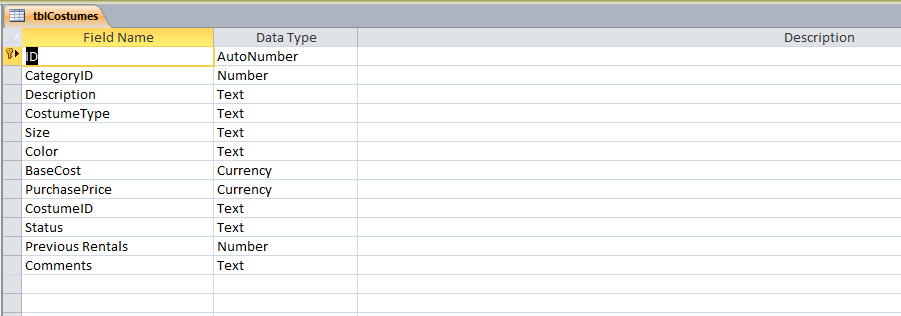 tblCostumes
Field Name Data Type Description
ID AutoNumber
CategoryID Number
Description Text
CostumeType Text
Size Text
Color Text
BaseCost Currency
PurchasePrice Currency
CostumeID Text
Status Text
Previous Rentals Number
Comments Text